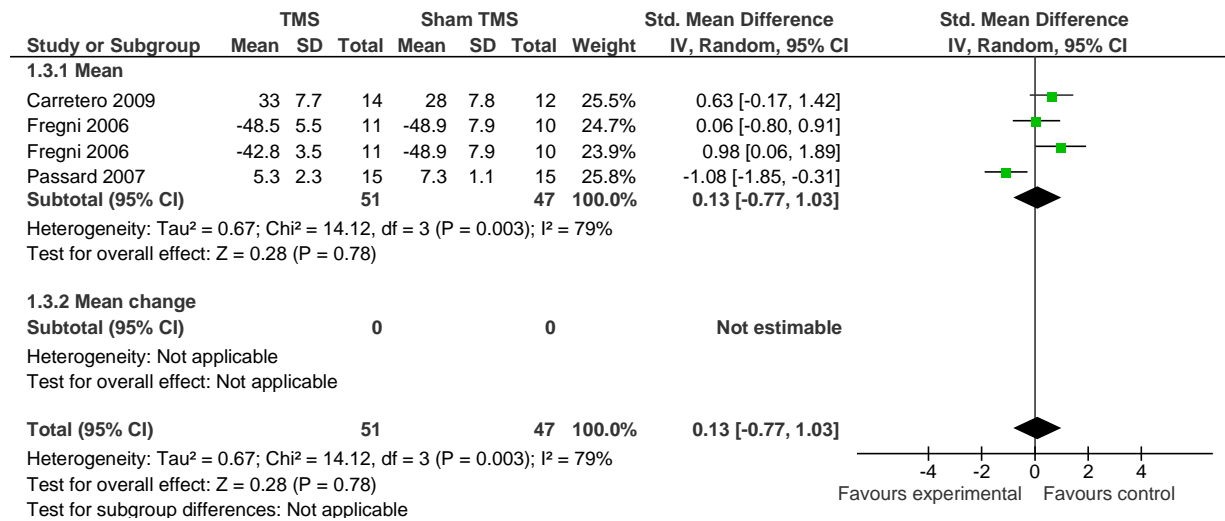 TMS Sham TMS Std. Mean Difference Std. Mean Difference
Study or Subgroup Mean SD Total Mean SD Total Weight IV, Random, 95% CI IV, Random, 95% CI
1.3.1 Mean
Carretero 2009 33 7.7 14 28 7.8 12 25.5% 0.63 [-0.17, 1.42]
Fregni 2006 -48.5 5.5 11 -48.9 7.9 10 24.7% 0.06 [-0.80, 0.91]
Fregni 2006 -42.8 3.5 11 -48.9 7.9 10 23.9% 0.98 [0.06, 1.89]
Passard 2007 5.3 2.3 15 7.3 1.1 15 25.8% -1.08 [-1.85, -0.31]
Subtotal (95% CI) 51 47 100.0% 0.13 [-0.77, 1.03]
Heterogeneity: Tau² = 0.67; Chi² = 14.12, df = 3 (P = 0.003); I² = 79%
Test for overall effect: Z = 0.28 (P = 0.78)
1.3.2 Mean change
Subtotal (95% CI) 0 0 Not estimable
Heterogeneity: Not applicable
Test for overall effect: Not applicable
Total (95% CI) 51 47 100.0% 0.13 [-0.77, 1.03]
Heterogeneity: Tau² = 0.67; Chi² = 14.12, df = 3 (P = 0.003); I² = 79%
Test for overall effect: Z = 0.28 (P = 0.78)
Test for subgroup differences: Not applicable
-4 -2 0 2 4
Favours experimental Favours control